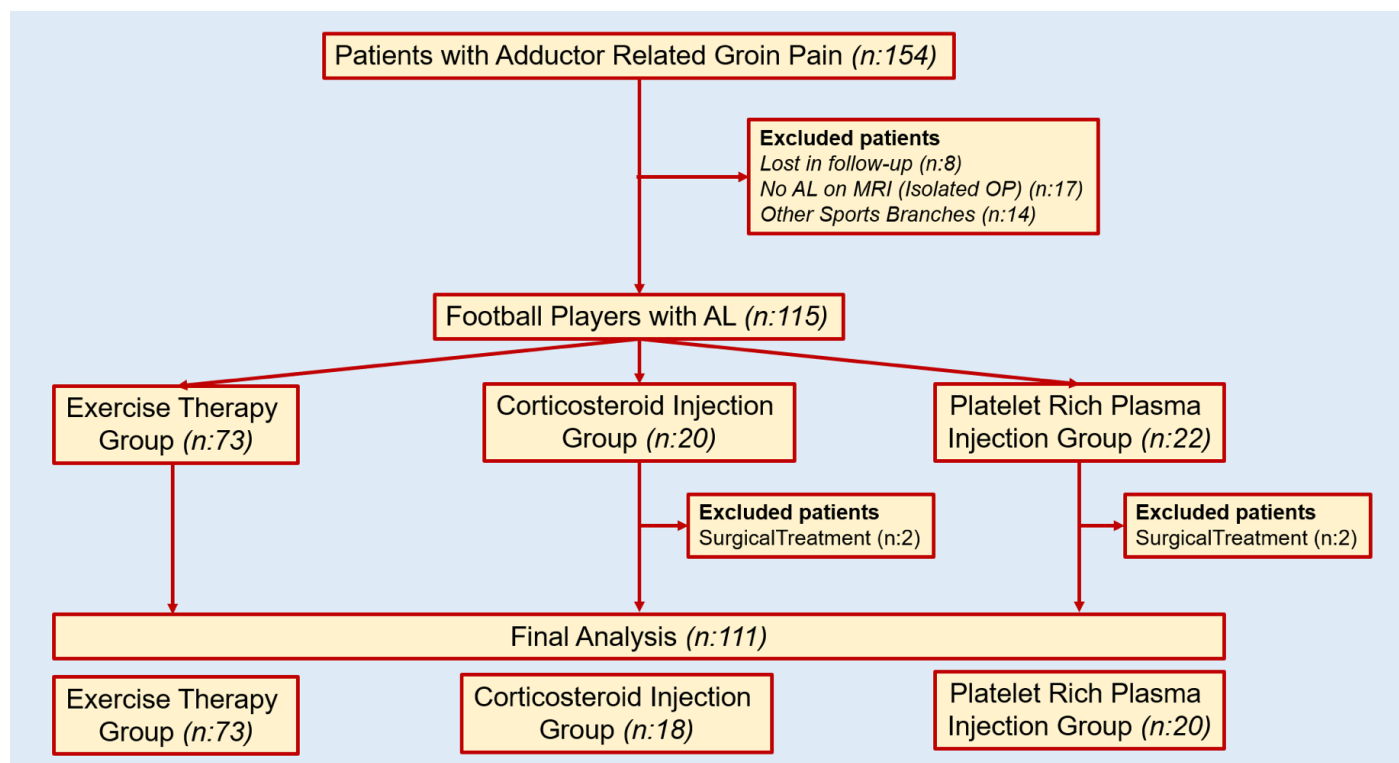 Patients with Adductor Related Groin Pain (n:154)
Excluded patients
Lost in follow-up (n:8)
No AL on MRI (Isolated OP) (n:17)
Other Sports Branches (n:14)
Football Players with AL (n:115)
Exercise Therapy
Group (n:73)
Corticosteroid Injection
Group (n:20)
Platelet Rich Plasma
Injection Group (n:22)
Excluded patients
SurgicalTreatment (n:2)
Excluded patients
SurgicalTreatment (n:2)
Final Analysis (n:111)
Exercise Therapy
Group (n:73)
Corticosteroid Injection
Group (n:18)
Platelet Rich Plasma
Injection Group (n:20)